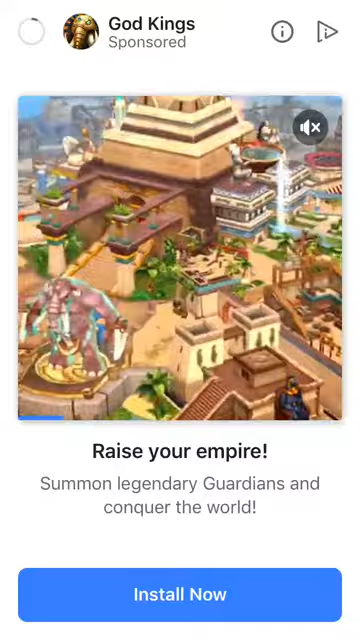 God Kings
Sponsored
Raise your empire!
Summon legendary Guardians and
conquer the world!
Install Now